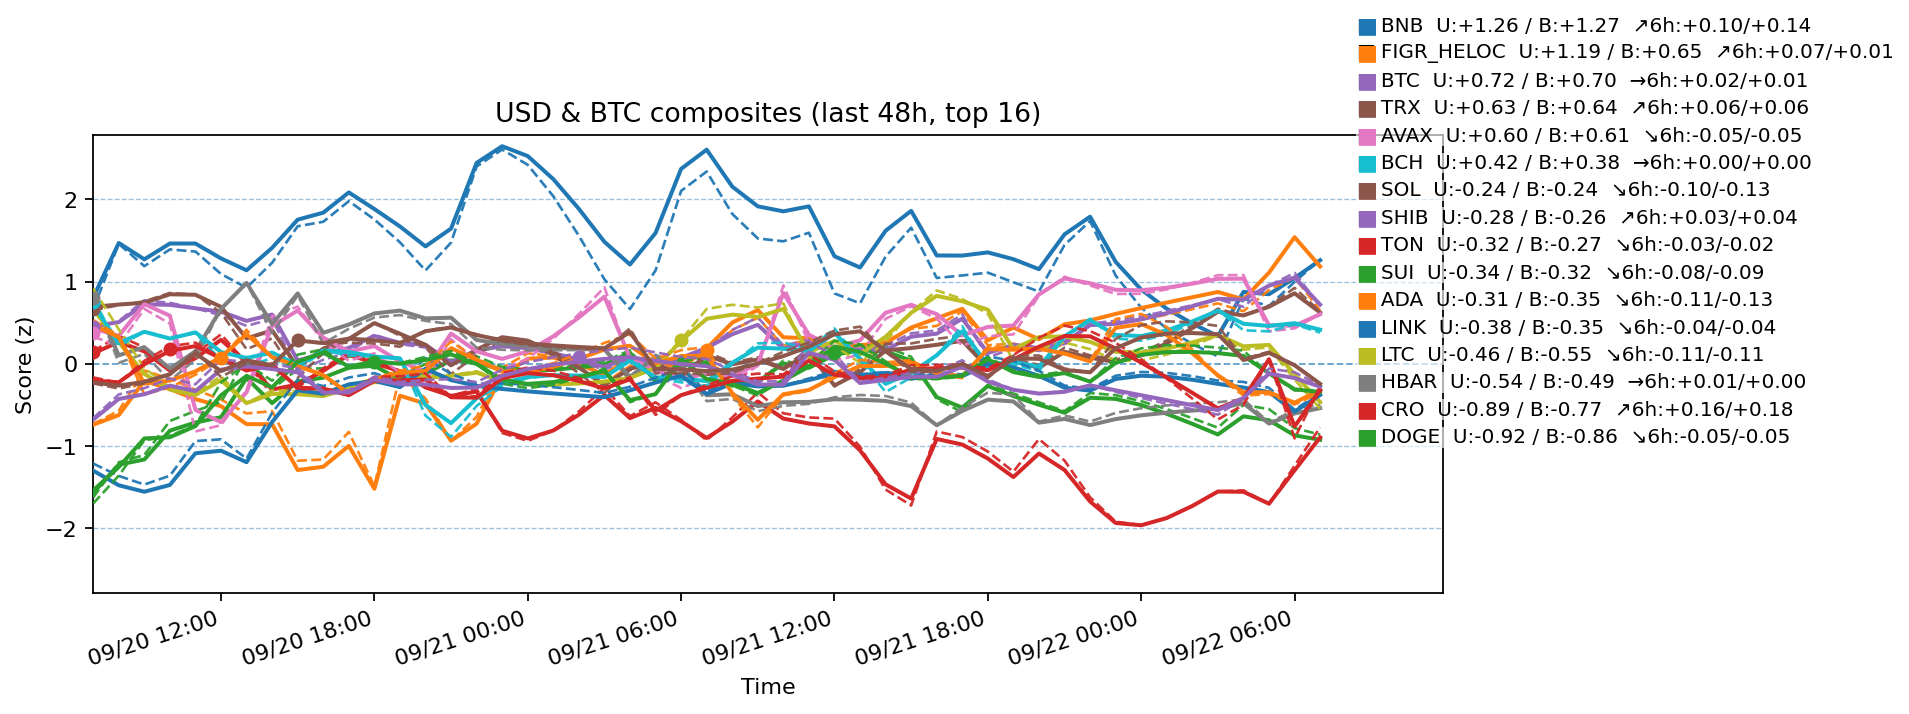 BNB  U:+1.26 / B:+1.27  ↗6h:+0.10/+0.14
FIGR_HELOC  U:+1.19 / B:+0.65  ↗6h:+0.07/+0.01
BTC  U:+0.72 / B:+0.70  →6h:+0.02/+0.01
TRX  U:+0.63 / B:+0.64  ↗6h:+0.06/+0.06
AVAX  U:+0.60 / B:+0.61  ↘6h:-0.05/-0.05
BCH  U:+0.42 / B:+0.38  →6h:+0.00/+0.00
SOL  U:-0.24 / B:-0.24  ↘6h:-0.10/-0.13
SHIB  U:-0.28 / B:-0.26  ↗6h:+0.03/+0.04
TON  U:-0.32 / B:-0.27  ↘6h:-0.03/-0.02
SUI  U:-0.34 / B:-0.32  ↘6h:-0.08/-0.09
ADA  U:-0.31 / B:-0.35  ↘6h:-0.11/-0.13
LINK  U:-0.38 / B:-0.35  ↘6h:-0.04/-0.04
LTC  U:-0.46 / B:-0.55  ↘6h:-0.11/-0.11
HBAR  U:-0.54 / B:-0.49  →6h:+0.01/+0.00
CRO  U:-0.89 / B:-0.77  ↗6h:+0.16/+0.18
DOGE  U:-0.92 / B:-0.86  ↘6h:-0.05/-0.05
USD & BTC composites (last 48h, top 16)
Score (z)
2
1
0
−1
−2
09/20 12:00
09/20 18:00
09/21 00:00
09/21 06:00
09/21 12:00
09/21 18:00
09/22 00:00
09/22 06:00
Time